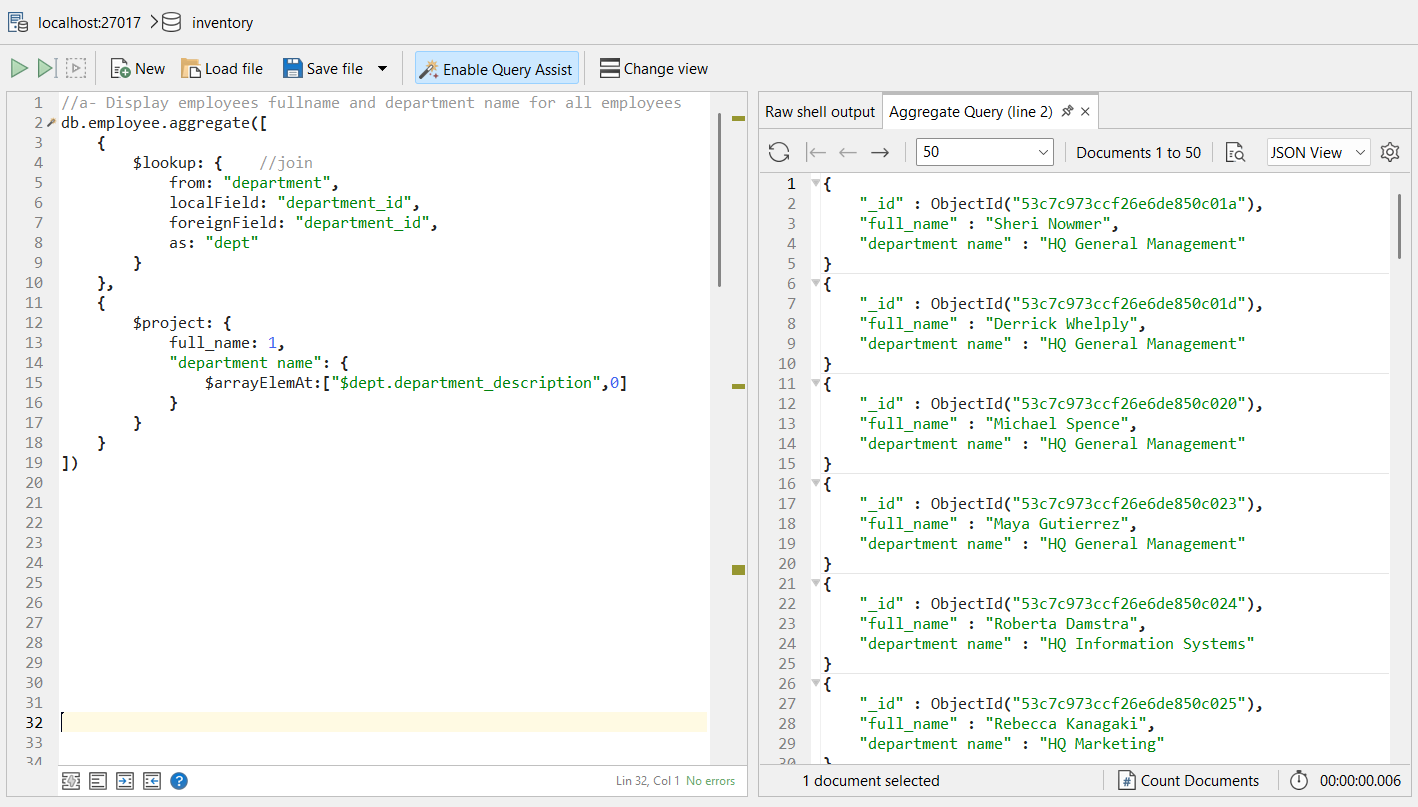 localhost:27017 inventory
New Load file Save file Enable Query Assist Change view
1 //a- Display employees fullname and department name for all employees
2 db.employee.aggregate([
3 {
4 $lookup: { //join
5 from: "department",
6 localField: "department_id",
7 foreignField: "department_id",
8 as: "dept"
9 }
10 },
11 {
12 $project: {
13 full_name: 1,
14 "department name": {
15 $arrayElemAt:["$dept.department_description",0]
16 }
17 }
18 }
19 ])
20
21
22
23
24
25
26
27
28
29
30
31
32
33
34
Lin 32, Col 1 No errors
Raw shell output Aggregate Query (line 2)
50 Documents 1 to 50 JSON View
1 {
2 "_id" : ObjectId("53c7c973ccf26e6de850c01a"),
3 "full_name" : "Sheri Nowmer",
4 "department name" : "HQ General Management"
5 }
6 {
7 "_id" : ObjectId("53c7c973ccf26e6de850c01d"),
8 "full_name" : "Derrick Whelply",
9 "department name" : "HQ General Management"
10 }
11 {
12 "_id" : ObjectId("53c7c973ccf26e6de850c020"),
13 "full_name" : "Michael Spence",
14 "department name" : "HQ General Management"
15 }
16 {
17 "_id" : ObjectId("53c7c973ccf26e6de850c023"),
18 "full_name" : "Maya Gutierrez",
19 "department name" : "HQ General Management"
20 }
21 {
22 "_id" : ObjectId("53c7c973ccf26e6de850c024"),
23 "full_name" : "Roberta Damstra",
24 "department name" : "HQ Information Systems"
25 }
26 {
27 "_id" : ObjectId("53c7c973ccf26e6de850c025"),
28 "full_name" : "Rebecca Kanagaki",
29 "department name" : "HQ Marketing"
30 }
1 document selected Count Documents 00:00:00.006